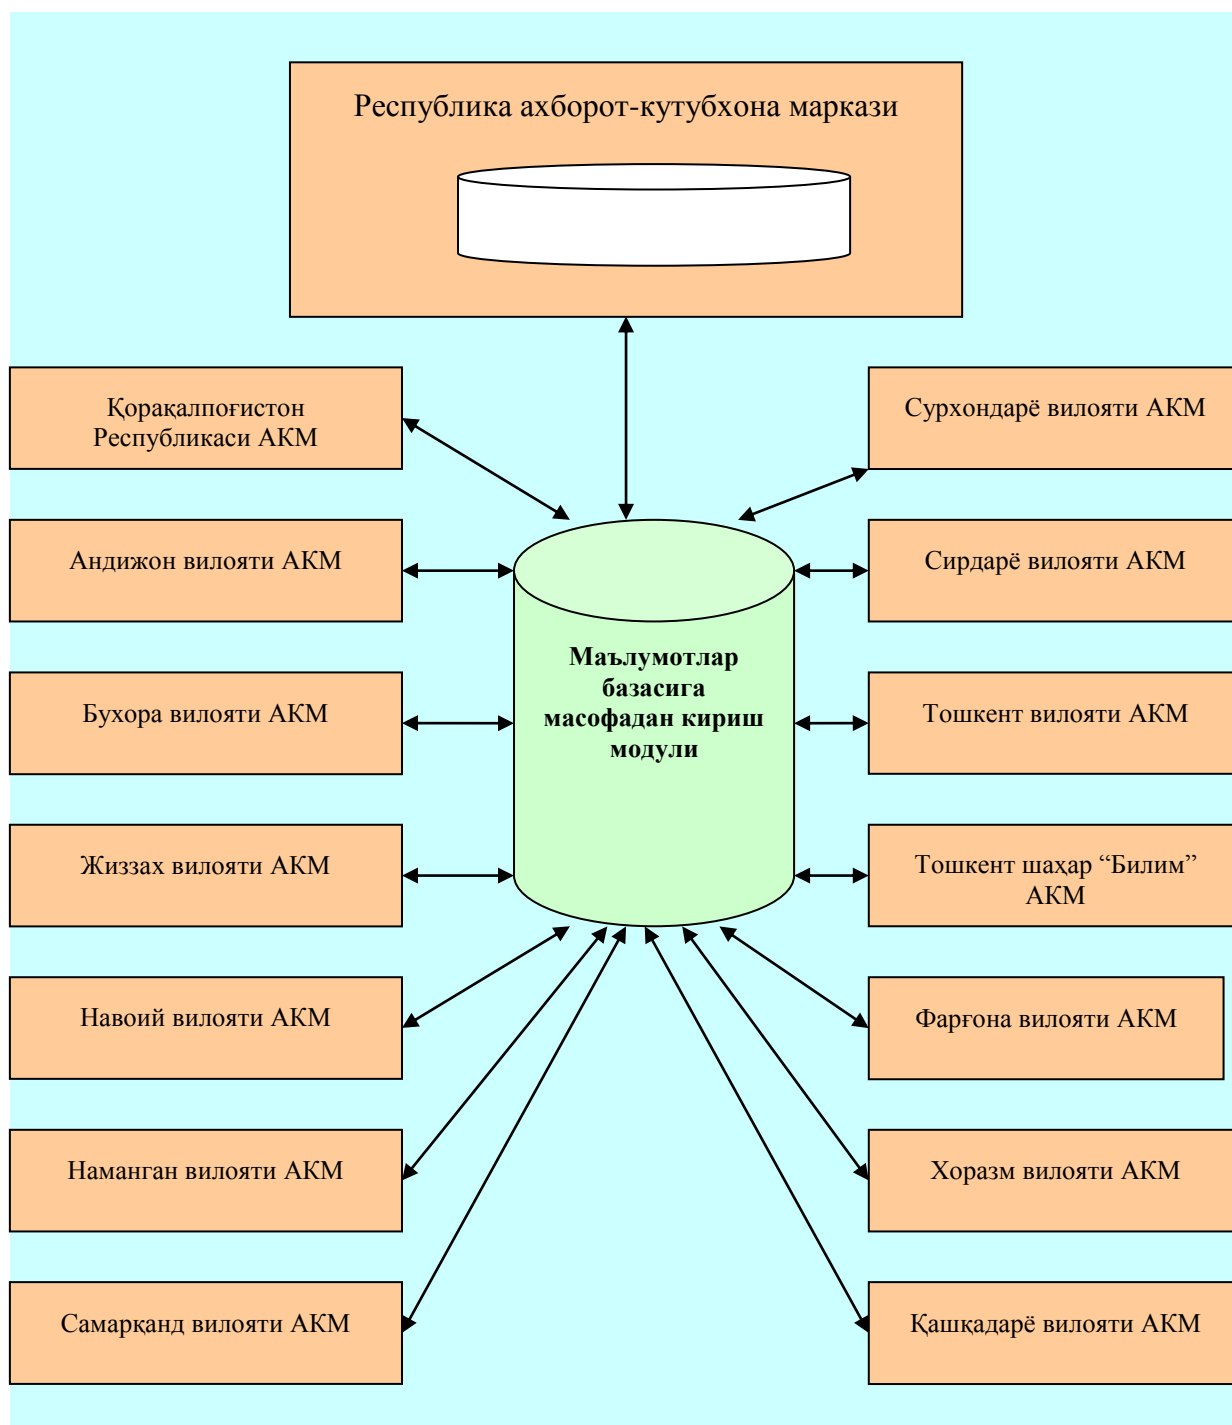 Республика ахборот-кутубхона маркази
Қорақалпоғистон
Республикаси АКМ
Сурхондарё вилояти АКМ
Андижон вилояти АКМ
Сирдарё вилояти АКМ
Маълумотлар
базасига
масофадан кириш
модули
Бухора вилояти АКМ
Тошкент вилояти АКМ
Жиззах вилояти АКМ
Тошкент шаҳар “Билим”
АКМ
Навоий вилояти АКМ
Фарғона вилояти АКМ
Наманган вилояти АКМ
Хоразм вилояти АКМ
Самарқанд вилояти АКМ
Қашқадарё вилояти АКМ